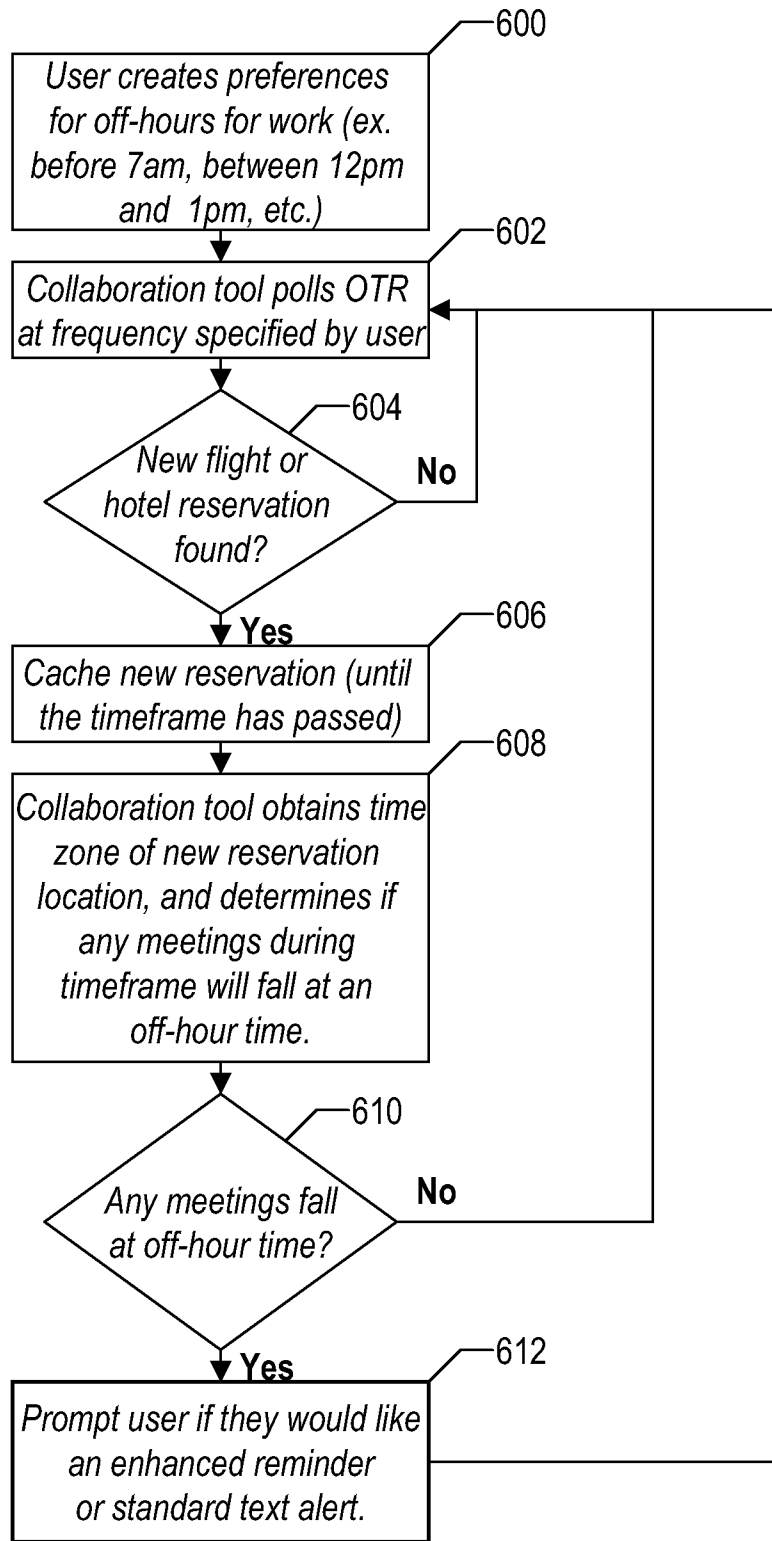 600
User creates preferences
for off-hours for work (ex.
before 7am, between 12pm
and 1pm, etc.)
602
Collaboration tool polls OTR
at frequency specified by user
604
New flight or
hotel reservation
found?
No
Yes
606
Cache new reservation (until
the timeframe has passed)
608
Collaboration tool obtains time
zone of new reservation
location, and determines if
any meetings during
timeframe will fall at an
off-hour time.
610
Any meetings fall
at off-hour time?
No
Yes
612
Prompt user if they would like
an enhanced reminder
or standard text alert.